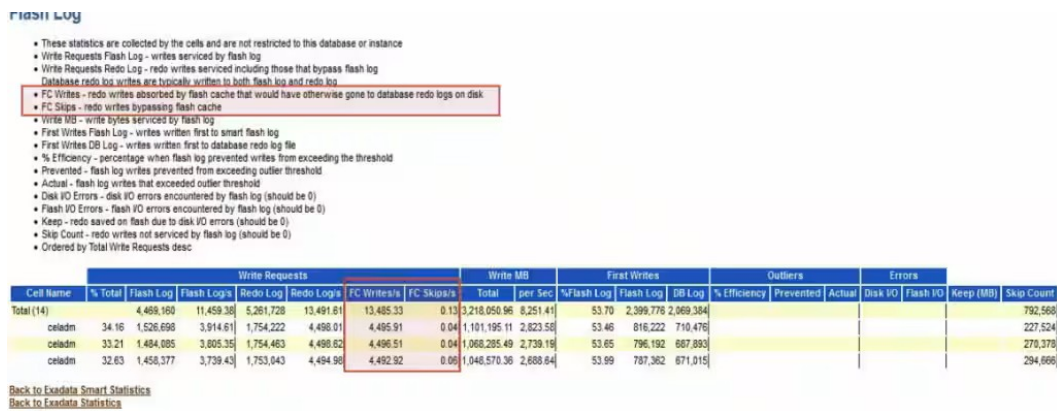 Flash Log
These statistics are collected by the cells and are not restricted to this database or instance
Write Requests Flash Log - writes serviced by flash log
Write Requests Redo Log - redo writes serviced including those that bypass flash log
Database redo log writes are typically written to both flash log and redo log
FC Writes - redo writes absorbed by flash cache that would have otherwise gone to database redo logs on disk
FC Skips - redo writes bypassing flash cache
Write MB - write bytes serviced by flash log
First Writes Flash Log - writes written first to smart flash log
First Writes DB Log - writes written first to database redo log file
% Efficiency - percentage when flash log prevented writes from exceeding the threshold
Prevented - flash log writes prevented from exceeding outlier threshold
Actual - flash log writes that exceeded outlier threshold
Disk I/O Errors - disk I/O errors encountered by flash log (should be 0)
Flash I/O Errors - flash I/O errors encountered by flash log (should be 0)
Keep - redo saved on flash due to disk I/O errors (should be 0)
Skip Count - redo writes not serviced by flash log (should be 0)
Ordered by Total Write Requests desc
Write Requests Write MB First Writes Outliers Errors
Cell Name % Total Flash Log Flash Log/s Redo Log Redo Log/s FC Writes/s FC Skips/s Total per Sec %Flash Log Flash Log DB Log % Efficiency Prevented Actual Disk I/O Flash I/O Keep (MB) Skip Count
Total (14) 4,469,160 11,459.38 5,261,728 13,491.61 13,485.33 0.13 3,218,050.96 8,251.41 53.70 2,399,776 2,069,384 792,568
celadm 34.16 1,526,698 3,914.61 1,754,222 4,498.01 4,495.91 0.04 1,101,195.11 2,823.58 53.46 816,222 710,476 227,524
celadm 33.21 1,484,085 3,805.35 1,754,463 4,498.62 4,496.51 0.04 1,068,285.49 2,739.19 53.65 796,192 687,893 270,378
celadm 32.63 1,458,377 3,739.43 1,753,043 4,494.98 4,492.92 0.06 1,048,570.36 2,688.64 53.99 787,362 671,015 294,666
Back to Exadata Smart Statistics
Back to Exadata Statistics